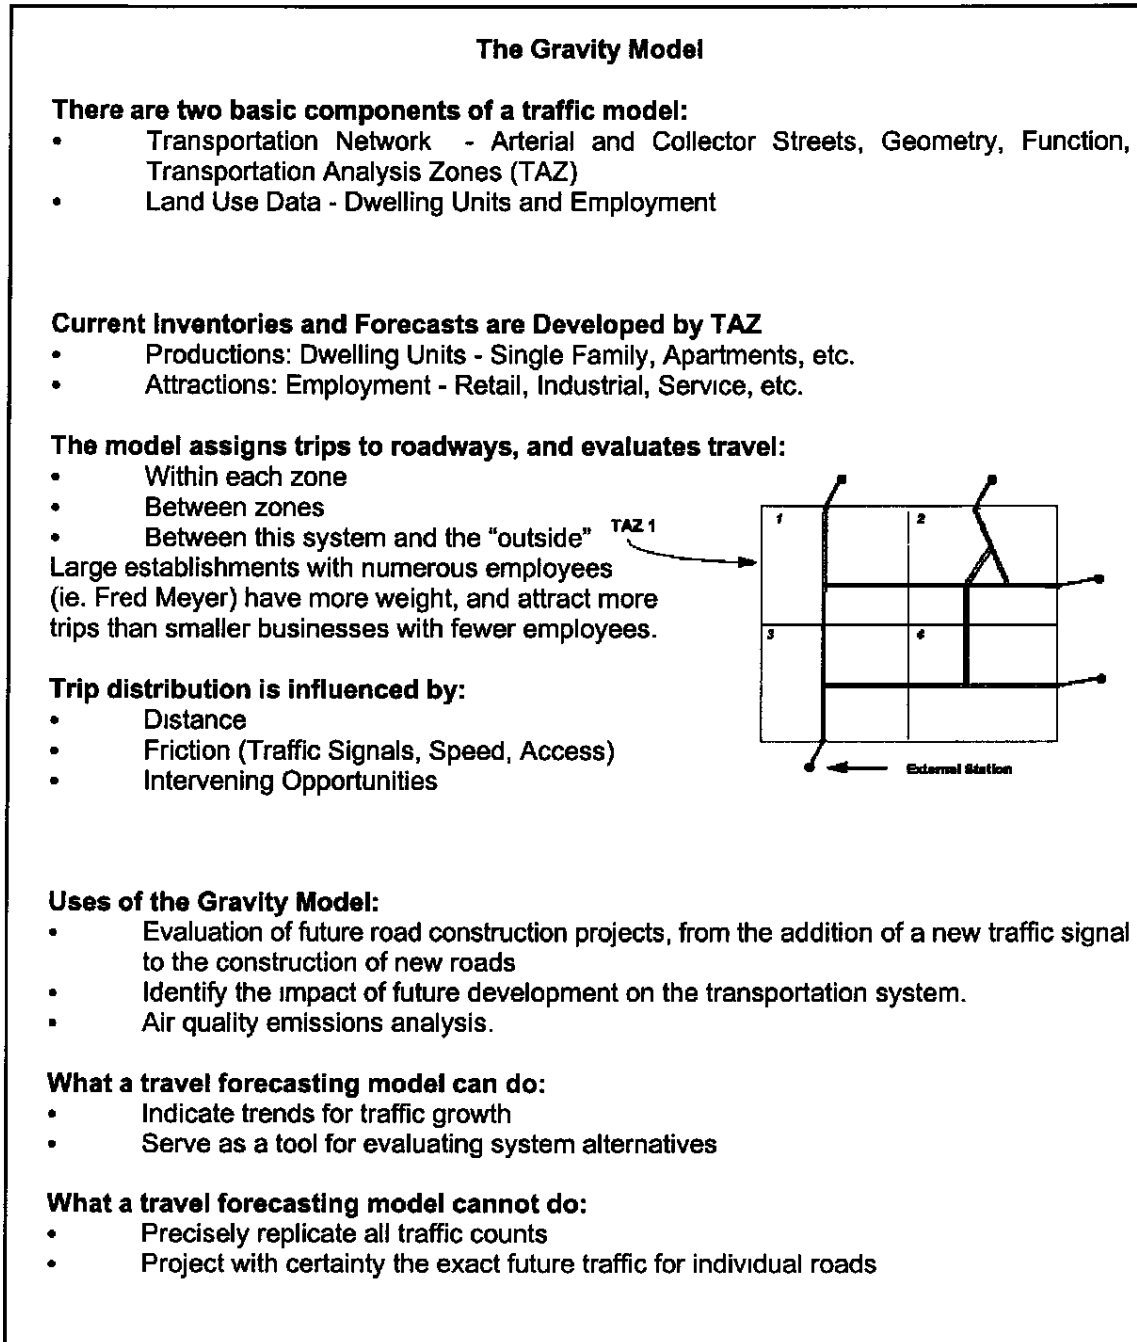 The Gravity Model
There are two basic components of a traffic model:
• Transportation Network - Arterial and Collector Streets, Geometry, Function,
Transportation Analysis Zones (TAZ)
• Land Use Data - Dwelling Units and Employment
Current Inventories and Forecasts are Developed by TAZ
• Productions: Dwelling Units - Single Family, Apartments, etc.
• Attractions: Employment - Retail, Industrial, Service, etc.
The model assigns trips to roadways, and evaluates travel:
• Within each zone
• Between zones
• Between this system and the “outside”
Large establishments with numerous employees
(ie. Fred Meyer) have more weight, and attract more
trips than smaller businesses with fewer employees.
TAZ 1
1
2
3
4
External Station
Trip distribution is influenced by:
• Distance
• Friction (Traffic Signals, Speed, Access)
• Intervening Opportunities
Uses of the Gravity Model:
• Evaluation of future road construction projects, from the addition of a new traffic signal
to the construction of new roads
• Identify the impact of future development on the transportation system.
• Air quality emissions analysis.
What a travel forecasting model can do:
• Indicate trends for traffic growth
• Serve as a tool for evaluating system alternatives
What a travel forecasting model cannot do:
• Precisely replicate all traffic counts
• Project with certainty the exact future traffic for individual roads